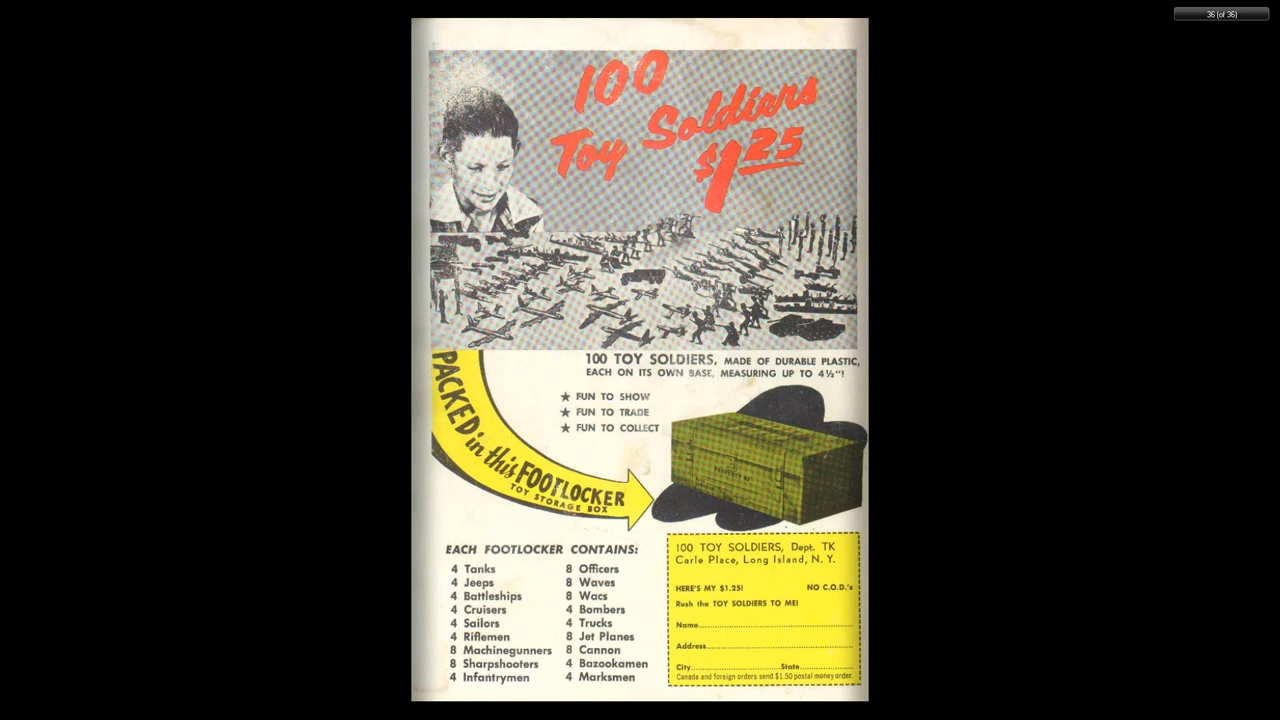 36 (of 36)
100
Toy Soldiers
$1.25
100 TOY SOLDIERS, MADE OF DURABLE PLASTIC,
EACH ON ITS OWN BASE, MEASURING UP TO 4½"!
★ FUN TO SHOW
★ FUN TO TRADE
★ FUN TO COLLECT
PACKED in this FOOTLOCKER
TOY STORAGE BOX
PROPERTY OF
EACH FOOTLOCKER CONTAINS:
4 Tanks
4 Jeeps
4 Battleships
4 Cruisers
4 Sailors
4 Riflemen
8 Machinegunners
8 Sharpshooters
4 Infantrymen
8 Officers
8 Waves
8 Wacs
4 Bombers
4 Trucks
8 Jet Planes
8 Cannon
4 Bazookamen
4 Marksmen
100 TOY SOLDIERS, Dept. TK
Carle Place, Long Island, N. Y.
HERE'S MY $1.25! NO C.O.D.'s
Rush the TOY SOLDIERS TO ME!
Name
Address
City State
Canada and foreign orders send $1.50 postal money order.